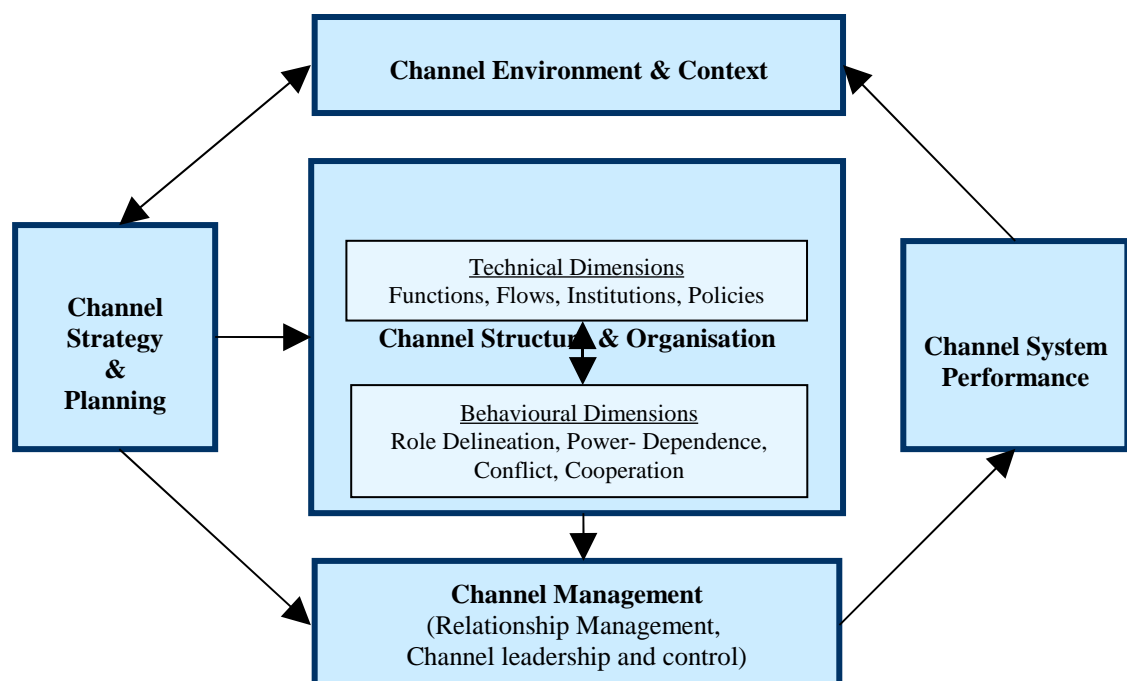 Channel Environment & Context
Channel
Strategy
&
Planning
Technical Dimensions
Functions, Flows, Institutions, Policies
Channel Structure & Organisation
Behavioural Dimensions
Role Delineation, Power- Dependence,
Conflict, Cooperation
Channel System
Performance
Channel Management
(Relationship Management,
Channel leadership and control)